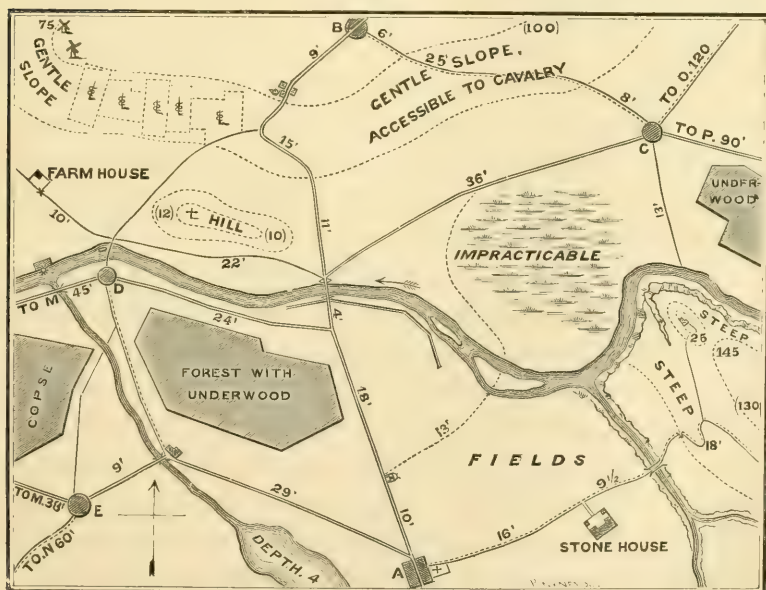 75
GENTLE
SLOPE
B
6'
9'
25'
(100)
GENTLE SLOPE,
ACCESSIBLE TO CAVALRY
8'
TO O.120
C
TO P. 90'
15'
FARM HOUSE
10'
(12)
HILL
(10)
11'
36'
13'
UNDER-
WOOD
IMPRACTICABLE
22'
D
TO M 45'
24'
4'
STEEP
26
145
STEEP
(130)
COPSE
FOREST WITH
UNDERWOOD
18'
13'
FIELDS
18'
9 1/2
9'
TO M.38'
E
29'
10'
TO.N 60'
16'
STONE HOUSE
DEPTH. 4
A